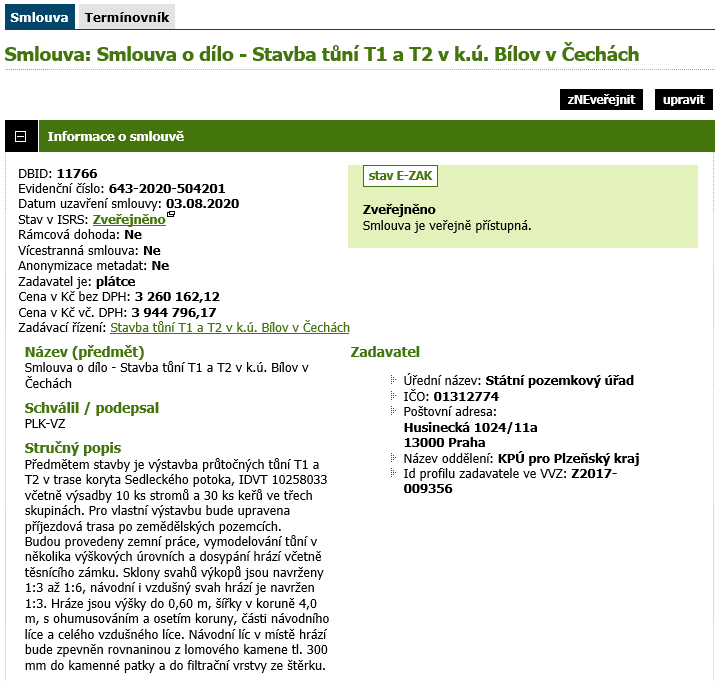 Smlouva
Termínovník
Smlouva: Smlouva o dílo - Stavba tůní T1 a T2 v k.ú. Bílov v Čechách
zNEveřejnit
upravit
Informace o smlouvě
DBID: 11766
Evidenční číslo: 643-2020-504201
Datum uzavření smlouvy: 03.08.2020
Stav v ISRS: Zveřejněno
Rámcová dohoda: Ne
Vícestranná smlouva: Ne
Anonymizace metadat: Ne
Zadavatel je: plátce
Cena v Kč bez DPH: 3 260 162,12
Cena v Kč vč. DPH: 3 944 796,17
Zadávací řízení: Stavba tůní T1 a T2 v k.ú. Bílov v Čechách
stav E-ZAK
Zveřejněno
Smlouva je veřejně přístupná.
Název (předmět)
Smlouva o dílo - Stavba tůní T1 a T2 v k.ú. Bílov v
Čechách
Schválil / podepsal
PLK-VZ
Stručný popis
Předmětem stavby je výstavba průtočných tůní T1 a
T2 v trase koryta Sedleckého potoka, IDVT 10258033
včetně výsadby 10 ks stromů a 30 ks keřů ve třech
skupinách. Pro vlastní výstavbu bude upravena
příjezdová trasa po zemědělských pozemcích.
Budou provedeny zemní práce, vymodelování tůní v
několika výškových úrovních a dosypání hrází včetně
těsnícího zámku. Sklony svahů výkopů jsou navrženy
1:3 až 1:6, návodní i vzdušný svah hrází je navržen
1:3. Hráze jsou výšky do 0,60 m, šířky v koruně 4,0
m, s ohumusováním a osetím koruny, části návodního
líce a celého vzdušného líce. Návodní líc v místě hrází
bude zpevněn rovnaninou z lomového kamene tl. 300
mm do kamenné patky a do filtrační vrstvy ze štěrku.
Zadavatel
Úřední název: Státní pozemkový úřad
IČO: 01312774
Poštovní adresa:
Husinecká 1024/11a
13000 Praha
Název oddělení: KPÚ pro Plzeňský kraj
Id profilu zadavatele ve VVZ: Z2017-
009356